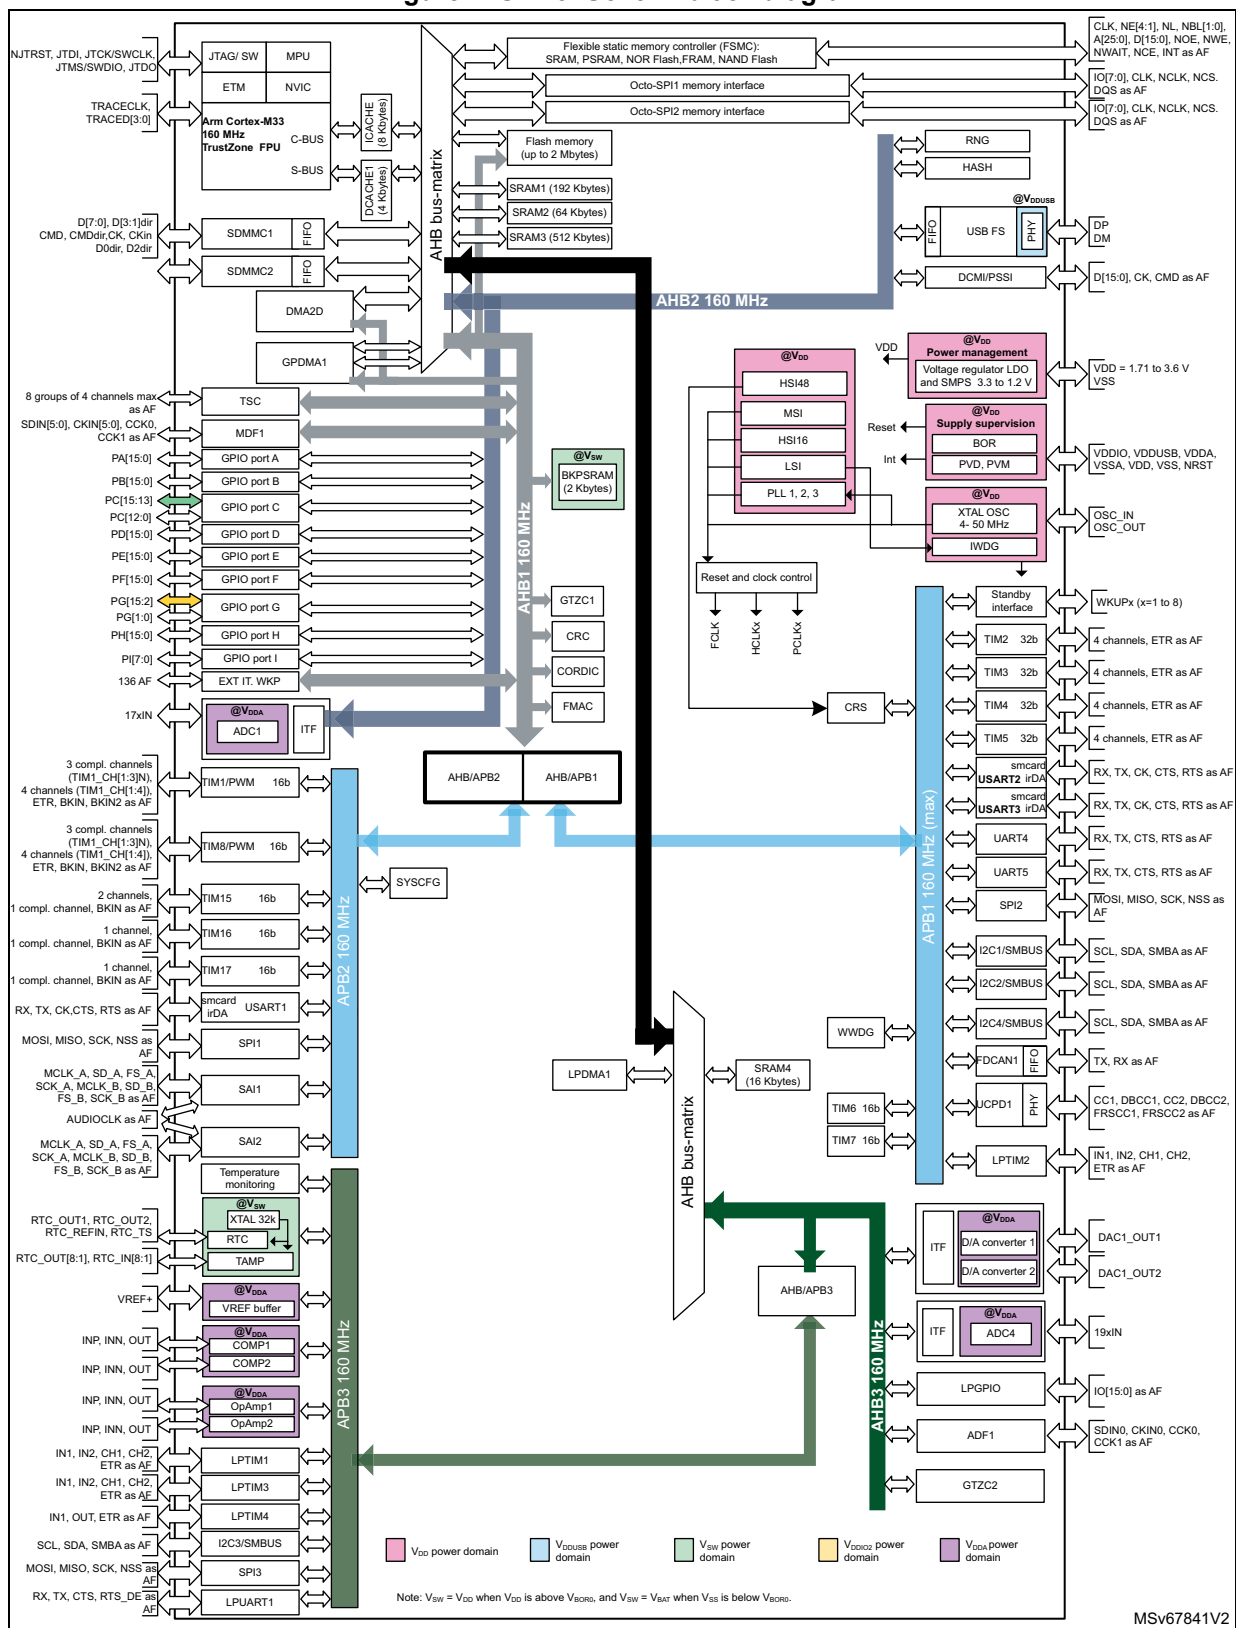 NJTRST, JTDI, JTCK/SWCLK,
JTMS/SWDIO, JTDO
TRACECLK,
TRACED[3:0]
JTAG/ SW
MPU
ETM
NVIC
Arm Cortex-M33
160 MHz
TrustZone FPU
C-BUS
S-BUS
ICACHE
(8 Kbytes)
DCACHE1
(4 Kbytes)
AHB bus-matrix
Flexible static memory controller (FSMC):
SRAM, PSRAM, NOR Flash,FRAM, NAND Flash
Octo-SPI1 memory interface
Octo-SPI2 memory interface
Flash memory
(up to 2 Mbytes)
SRAM1 (192 Kbytes)
SRAM2 (64 Kbytes)
SRAM3 (512 Kbytes)
CLK, NE[4:1], NL, NBL[1:0],
A[25:0], D[15:0], NOE, NWE,
NWAIT, NCE, INT as AF
IO[7:0], CLK, NCLK, NCS.
DQS as AF
IO[7:0], CLK, NCLK, NCS.
DQS as AF
RNG
HASH
@VDDUSB
FIFO
USB FS
PHY
DP
DM
DCMI/PSSI
D[15:0], CK, CMD as AF
AHB2 160 MHz
D[7:0], D[3:1]dir
CMD, CMDdir,CK, CKin
D0dir, D2dir
SDMMC1
FIFO
SDMMC2
FIFO
DMA2D
GPDMA1
8 groups of 4 channels max
as AF
TSC
SDIN[5:0], CKIN[5:0], CCK0,
CCK1 as AF
MDF1
PA[15:0]
GPIO port A
PB[15:0]
GPIO port B
PC[15:13]
PC[12:0]
GPIO port C
PD[15:0]
GPIO port D
PE[15:0]
GPIO port E
PF[15:0]
GPIO port F
PG[15:2]
PG[1:0]
GPIO port G
PH[15:0]
GPIO port H
PI[7:0]
GPIO port I
136 AF
EXT IT. WKP
17xIN
@VDDA
ADC1
ITF
AHB1 160 MHz
@VSW
BKPSRAM
(2 Kbytes)
GTZC1
CRC
CORDIC
FMAC
@VDD
HSI48
MSI
HSI16
LSI
PLL 1, 2, 3
VDD
@VDD
Power management
Voltage regulator LDO
and SMPS 3.3 to 1.2 V
VDD = 1.71 to 3.6 V
VSS
@VDD
Supply supervision
Reset
Int
BOR
PVD, PVM
VDDIO, VDDUSB, VDDA,
VSSA, VDD, VSS, NRST
@VDD
XTAL OSC
4- 50 MHz
IWDG
OSC_IN
OSC_OUT
Reset and clock control
FCLK
HCLKx
PCLKx
Standby
interface
WKUPx (x=1 to 8)
TIM2 32b
4 channels, ETR as AF
TIM3 32b
4 channels, ETR as AF
TIM4 32b
4 channels, ETR as AF
TIM5 32b
4 channels, ETR as AF
CRS
smcard
USART2 irDA
RX, TX, CK, CTS, RTS as AF
smcard
USART3 irDA
RX, TX, CK, CTS, RTS as AF
UART4
RX, TX, CTS, RTS as AF
UART5
RX, TX, CTS, RTS as AF
SPI2
MOSI, MISO, SCK, NSS as
AF
I2C1/SMBUS
SCL, SDA, SMBA as AF
I2C2/SMBUS
SCL, SDA, SMBA as AF
I2C4/SMBUS
SCL, SDA, SMBA as AF
WWDG
FDCAN1
FIFO
TX, RX as AF
UCPD1
PHY
CC1, DBCC1, CC2, DBCC2,
FRSCC1, FRSCC2 as AF
TIM6 16b
TIM7 16b
LPTIM2
IN1, IN2, CH1, CH2,
ETR as AF
APB1 160 MHz (max)
AHB/APB2
AHB/APB1
3 compl. channels
(TIM1_CH[1:3]N),
4 channels (TIM1_CH[1:4]),
ETR, BKIN, BKIN2 as AF
TIM1/PWM 16b
3 compl. channels
(TIM1_CH[1:3]N),
4 channels (TIM1_CH[1:4]),
ETR, BKIN, BKIN2 as AF
TIM8/PWM 16b
SYSCFG
2 channels,
1 compl. channel, BKIN as AF
TIM15 16b
1 channel,
1 compl. channel, BKIN as AF
TIM16 16b
1 channel,
1 compl. channel, BKIN as AF
TIM17 16b
RX, TX, CK,CTS, RTS as AF
smcard
irDA
USART1
MOSI, MISO, SCK, NSS as
AF
SPI1
MCLK_A, SD_A, FS_A,
SCK_A, MCLK_B, SD_B,
FS_B, SCK_B as AF
SAI1
AUDIOCLK as AF
MCLK_A, SD_A, FS_A,
SCK_A, MCLK_B, SD_B,
FS_B, SCK_B as AF
SAI2
APB2 160 MHz
LPDMA1
AHB bus-matrix
SRAM4
(16 Kbytes)
Temperature
monitoring
@VSW
XTAL 32k
RTC
TAMP
RTC_OUT1, RTC_OUT2,
RTC_REFIN, RTC_TS
RTC_OUT[8:1], RTC_IN[8:1]
VREF+
@VDDA
VREF buffer
INP, INN, OUT
INP, INN, OUT
@VDDA
COMP1
COMP2
INP, INN, OUT
INP, INN, OUT
@VDDA
OpAmp1
OpAmp2
IN1, IN2, CH1, CH2,
ETR as AF
LPTIM1
IN1, IN2, CH1, CH2,
ETR as AF
LPTIM3
IN1, OUT, ETR as AF
LPTIM4
SCL, SDA, SMBA as AF
I2C3/SMBUS
MOSI, MISO, SCK, NSS as
AF
SPI3
RX, TX, CTS, RTS_DE as
AF
LPUART1
APB3 160 MHz
AHB/APB3
AHB3 160 MHz
ITF
@VDDA
D/A converter 1
D/A converter 2
DAC1_OUT1
DAC1_OUT2
ITF
@VDDA
ADC4
19xIN
LPGPIO
IO[15:0] as AF
ADF1
SDIN0, CKIN0, CCK0,
CCK1 as AF
GTZC2
VDD power domain
VDDUSB power
domain
VSW power
domain
VDDIO2 power
domain
VDDA power
domain
Note: VSW = VDD when VDD is above VBOR0, and VSW = VBAT when VSS is below VBOR0.
MSv67841V2